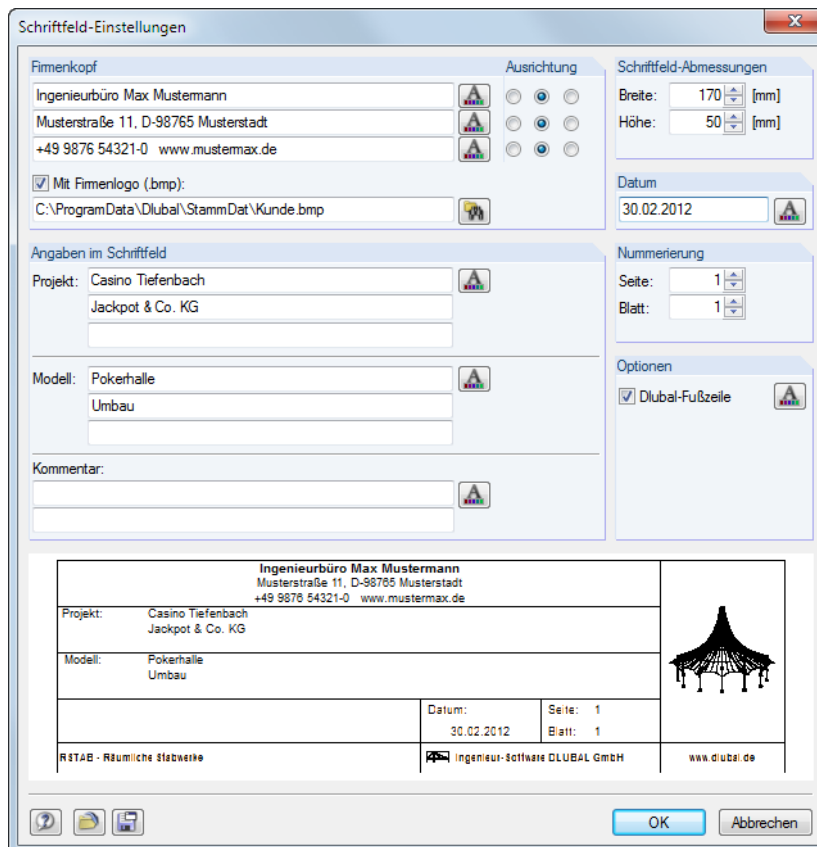 Schriftfeld-Einstellungen
Firmenkopf
Ausrichtung
Ingenieurbüro Max Mustermann
Musterstraße 11, D-98765 Musterstadt
+49 9876 54321-0 www.mustermax.de
Mit Firmenlogo (.bmp):
C:\ProgramData\Dlubal\StammDat\Kunde.bmp
Schriftfeld-Abmessungen
Breite: 170 [mm]
Höhe: 50 [mm]
Datum
30.02.2012
Angaben im Schriftfeld
Projekt: Casino Tiefenbach
Jackpot & Co. KG
Modell: Pokerhalle
Umbau
Kommentar:
Nummerierung
Seite: 1
Blatt: 1
Optionen
Dlubal-Fußzeile
Ingenieurbüro Max Mustermann
Musterstraße 11, D-98765 Musterstadt
+49 9876 54321-0 www.mustermax.de
Projekt: Casino Tiefenbach
Jackpot & Co. KG
Modell: Pokerhalle
Umbau
Datum: Seite: 1
30.02.2012 Blatt: 1
RSTAB - Räumliche Stabwerke Ingenieur-Software DLUBAL GmbH www.dlubal.de
OK Abbrechen